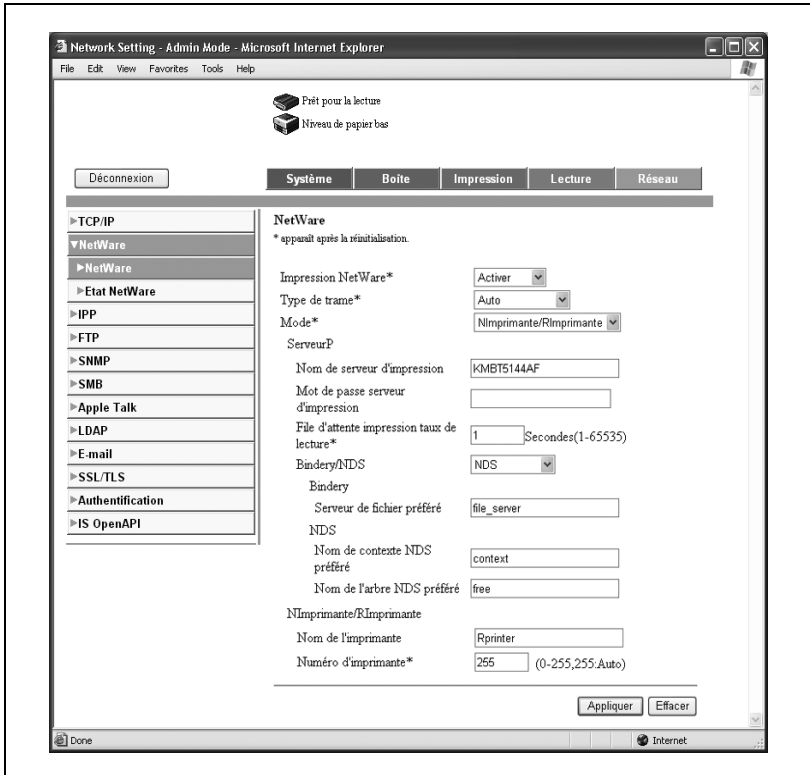 Network Setting - Admin Mode - Microsoft Internet Explorer
File Edit View Favorites Tools Help
Prêt pour la lecture
Niveau de papier bas
Déconnexion
Système Boîte Impression Lecture Réseau
TCP/IP
NetWare
NetWare
Etat NetWare
IPP
FTP
SNMP
SMB
Apple Talk
LDAP
E-mail
SSL/TLS
Authentification
IS OpenAPI
NetWare
* apparaît après la réinitialisation.
Impression NetWare* Activer
Type de trame* Auto
Mode* NImprimante/RImprimante
ServeurP
Nom de serveur d'impression KMBT5144AF
Mot de passe serveur
d'impression
File d'attente impression taux de
lecture* 1 Secondes(1-65535)
Bindery/NDS NDS
Bindery
Serveur de fichier préféré file_server
NDS
Nom de contexte NDS
préféré context
Nom de l'arbre NDS préféré free
NImprimante/RImprimante
Nom de l'imprimante Rprinter
Numéro d'imprimante* 255 (0-255,255:Auto)
Appliquer Effacer
Done Internet